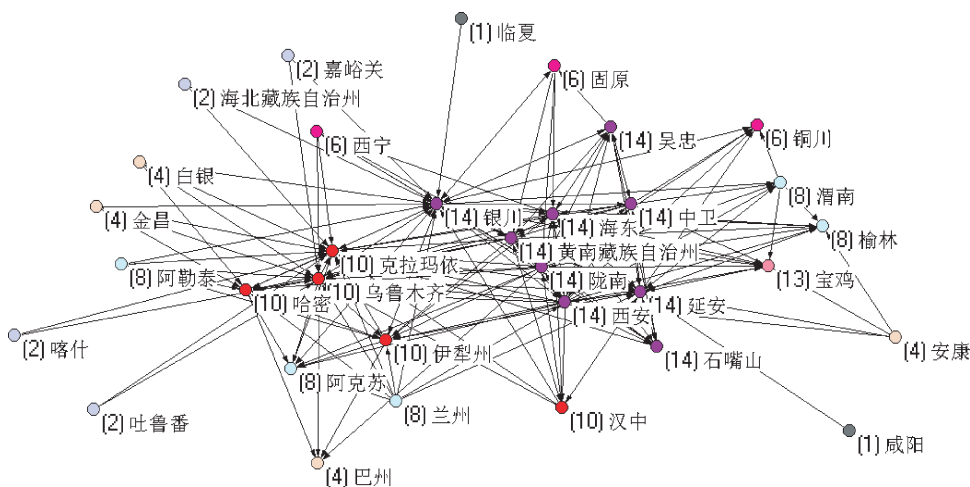 (1) 临夏
(2) 嘉峪关
(6) 固原
(2) 海北藏族自治州
(14) 吴忠
(6) 铜川
(6) 西宁
(4) 白银
(8) 渭南
(4) 金昌
(14) 银川
(14) 海东
(14) 中卫
(8) 榆林
(14) 黄南藏族自治州
(8) 阿勒泰
(10) 克拉玛依
(14) 陇南
(13) 宝鸡
(10) 哈密
(10) 乌鲁木齐
(14) 西安
(14) 延安
(2) 喀什
(10) 伊犁州
(14) 石嘴山
(4) 安康
(8) 阿克苏
(2) 吐鲁番
(8) 兰州
(10) 汉中
(1) 咸阳
(4) 巴州